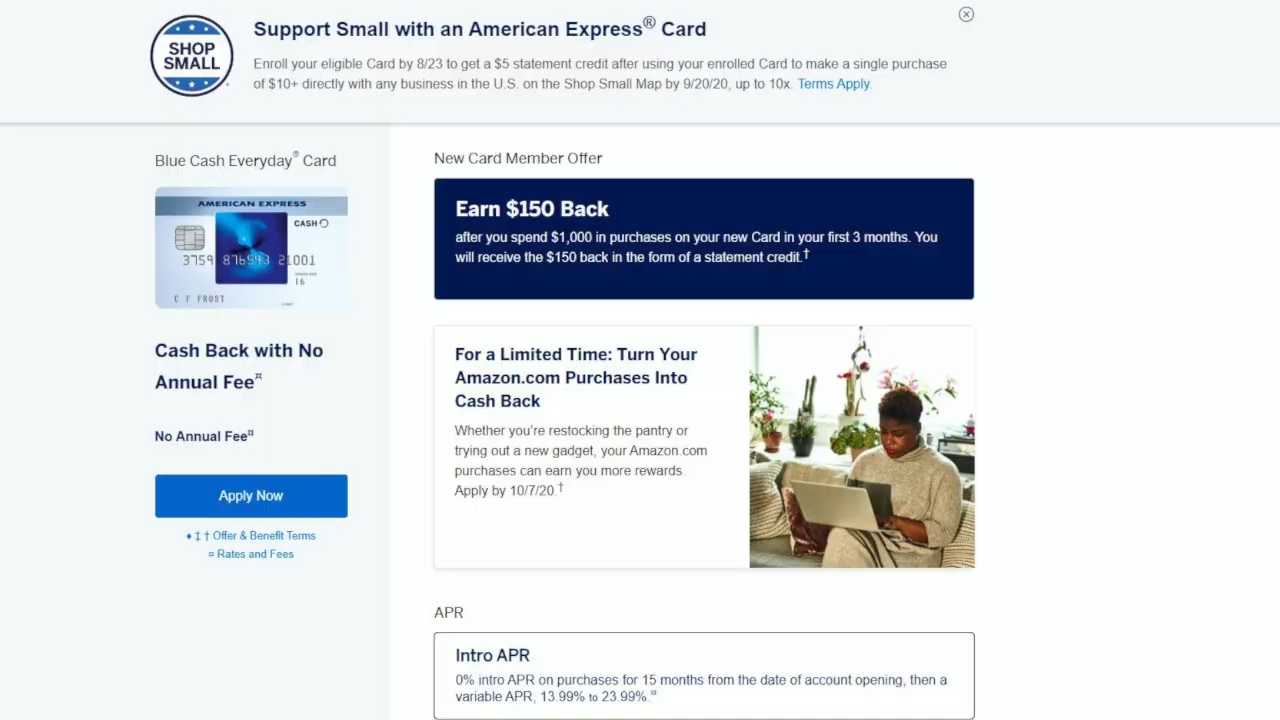 SHOP
SMALL
Support Small with an American Express® Card
Enroll your eligible Card by 8/23 to get a $5 statement credit after using your enrolled Card to make a single purchase
of $10+ directly with any business in the U.S. on the Shop Small Map by 9/20/20, up to 10x. Terms Apply.
Blue Cash Everyday® Card
AMERICAN EXPRESS
CASH
3759 876543 21001
16
C F FROST
Cash Back with No
Annual Fee¤
No Annual Fee¤
Apply Now
♦ ‡ † Offer & Benefit Terms
¤ Rates and Fees
New Card Member Offer
Earn $150 Back
after you spend $1,000 in purchases on your new Card in your first 3 months. You
will receive the $150 back in the form of a statement credit.†
For a Limited Time: Turn Your
Amazon.com Purchases Into
Cash Back
Whether you're restocking the pantry or
trying out a new gadget, your Amazon.com
purchases can earn you more rewards.
Apply by 10/7/20.†
APR
Intro APR
0% intro APR on purchases for 15 months from the date of account opening, then a
variable APR, 13.99% to 23.99%.¤